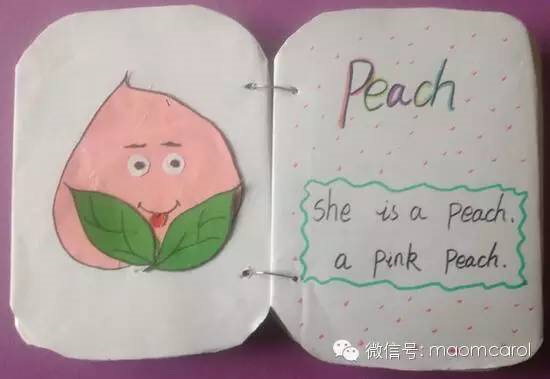 Peach
She is a peach.
a pink peach.
微信号: maomcarol